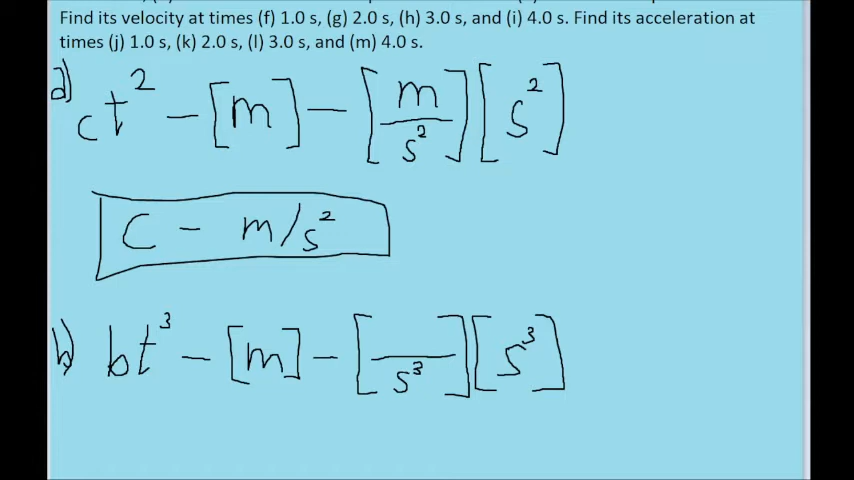 Find its velocity at times (f) 1.0 s, (g) 2.0 s, (h) 3.0 s, and (i) 4.0 s. Find its acceleration at
times (j) 1.0 s, (k) 2.0 s, (l) 3.0 s, and (m) 4.0 s.
a) ct² - [m] - [m/s²][s²]
C - m/s²
b) bt³ - [m] - [/s³][s³]